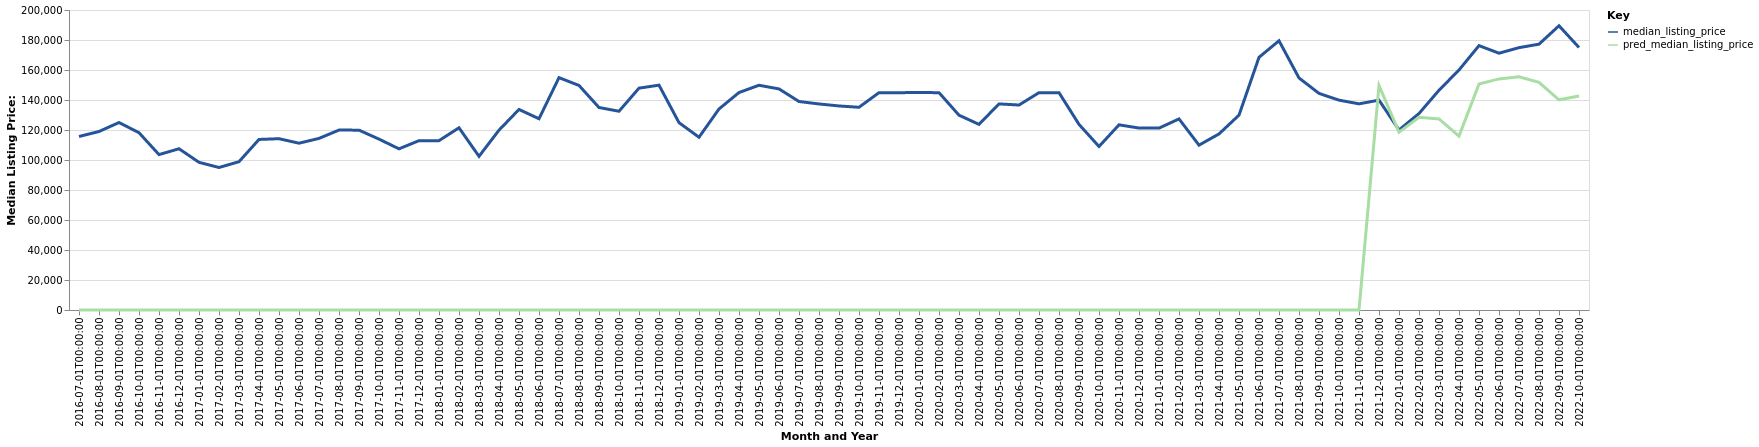 200,000
180,000
160,000
140,000
120,000
100,000
80,000
60,000
40,000
20,000
0
Median Listing Price:
2016-07-01T00:00:00
2016-08-01T00:00:00
2016-09-01T00:00:00
2016-10-01T00:00:00
2016-11-01T00:00:00
2016-12-01T00:00:00
2017-01-01T00:00:00
2017-02-01T00:00:00
2017-03-01T00:00:00
2017-04-01T00:00:00
2017-05-01T00:00:00
2017-06-01T00:00:00
2017-07-01T00:00:00
2017-08-01T00:00:00
2017-09-01T00:00:00
2017-10-01T00:00:00
2017-11-01T00:00:00
2017-12-01T00:00:00
2018-01-01T00:00:00
2018-02-01T00:00:00
2018-03-01T00:00:00
2018-04-01T00:00:00
2018-05-01T00:00:00
2018-06-01T00:00:00
2018-07-01T00:00:00
2018-08-01T00:00:00
2018-09-01T00:00:00
2018-10-01T00:00:00
2018-11-01T00:00:00
2018-12-01T00:00:00
2019-01-01T00:00:00
2019-02-01T00:00:00
2019-03-01T00:00:00
2019-04-01T00:00:00
2019-05-01T00:00:00
2019-06-01T00:00:00
2019-07-01T00:00:00
2019-08-01T00:00:00
2019-09-01T00:00:00
2019-10-01T00:00:00
2019-11-01T00:00:00
2019-12-01T00:00:00
2020-01-01T00:00:00
2020-02-01T00:00:00
2020-03-01T00:00:00
2020-04-01T00:00:00
2020-05-01T00:00:00
2020-06-01T00:00:00
2020-07-01T00:00:00
2020-08-01T00:00:00
2020-09-01T00:00:00
2020-10-01T00:00:00
2020-11-01T00:00:00
2020-12-01T00:00:00
2021-01-01T00:00:00
2021-02-01T00:00:00
2021-03-01T00:00:00
2021-04-01T00:00:00
2021-05-01T00:00:00
2021-06-01T00:00:00
2021-07-01T00:00:00
2021-08-01T00:00:00
2021-09-01T00:00:00
2021-10-01T00:00:00
2021-11-01T00:00:00
2021-12-01T00:00:00
2022-01-01T00:00:00
2022-02-01T00:00:00
2022-03-01T00:00:00
2022-04-01T00:00:00
2022-05-01T00:00:00
2022-06-01T00:00:00
2022-07-01T00:00:00
2022-08-01T00:00:00
2022-09-01T00:00:00
2022-10-01T00:00:00
Month and Year
Key
median_listing_price
pred_median_listing_price